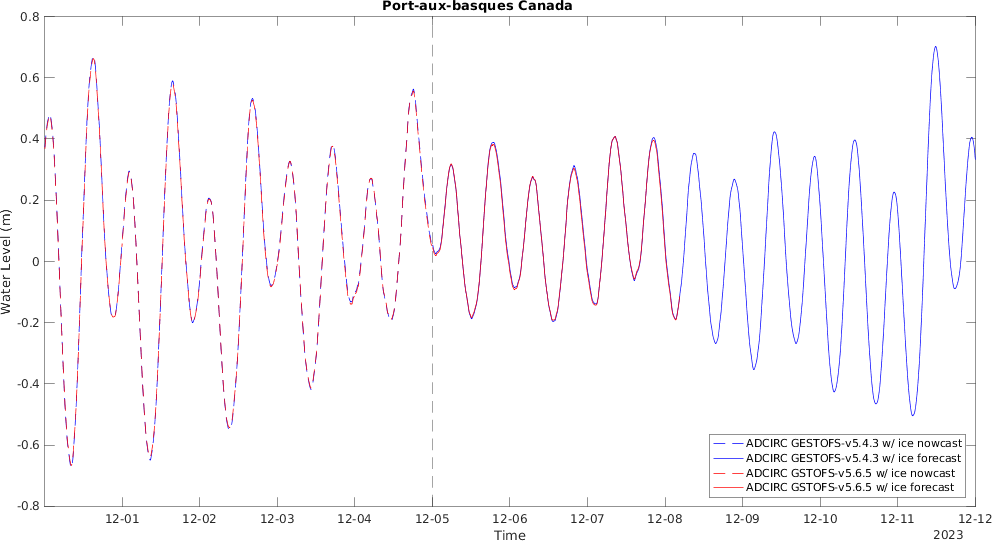 Port-aux-basques Canada
0.8
0.6
0.4
0.2
0
-0.2
-0.4
-0.6
-0.8
Water Level (m)
12-01 12-02 12-03 12-04 12-05 12-06 12-07 12-08 12-09 12-10 12-11 12-12
Time
2023
ADCIRC GESTOFS-v5.4.3 w/ ice nowcast
ADCIRC GESTOFS-v5.4.3 w/ ice forecast
ADCIRC GSTOFS-v5.6.5 w/ ice nowcast
ADCIRC GSTOFS-v5.6.5 w/ ice forecast